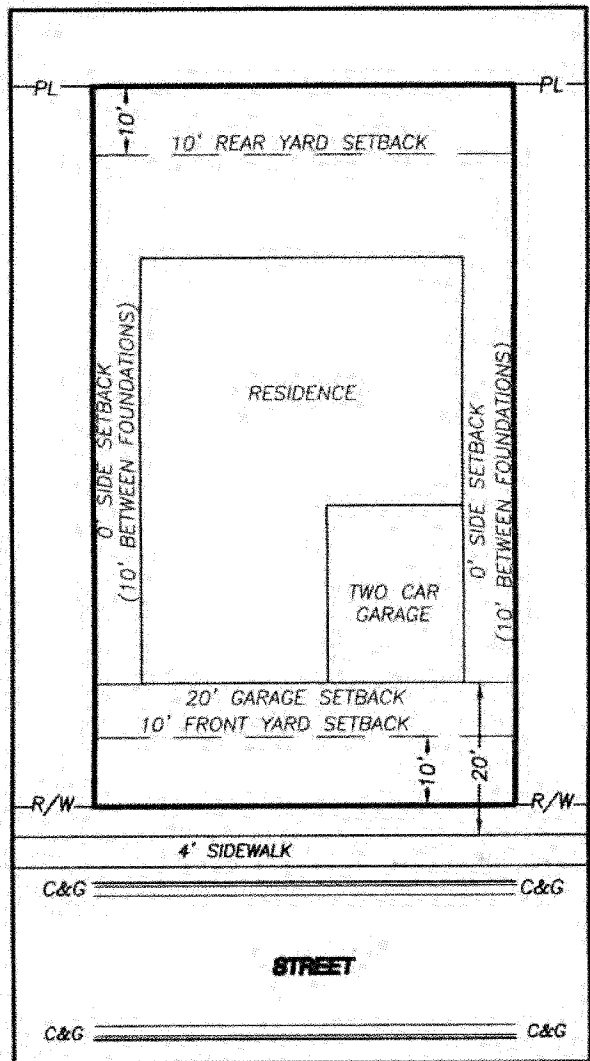 PL
PL
10'
10' REAR YARD SETBACK
0' SIDE SETBACK
(10' BETWEEN FOUNDATIONS)
RESIDENCE
0' SIDE SETBACK
(10' BETWEEN FOUNDATIONS)
TWO CAR
GARAGE
20' GARAGE SETBACK
10' FRONT YARD SETBACK
10'
20'
R/W
R/W
4' SIDEWALK
C&G
C&G
STREET
C&G
C&G